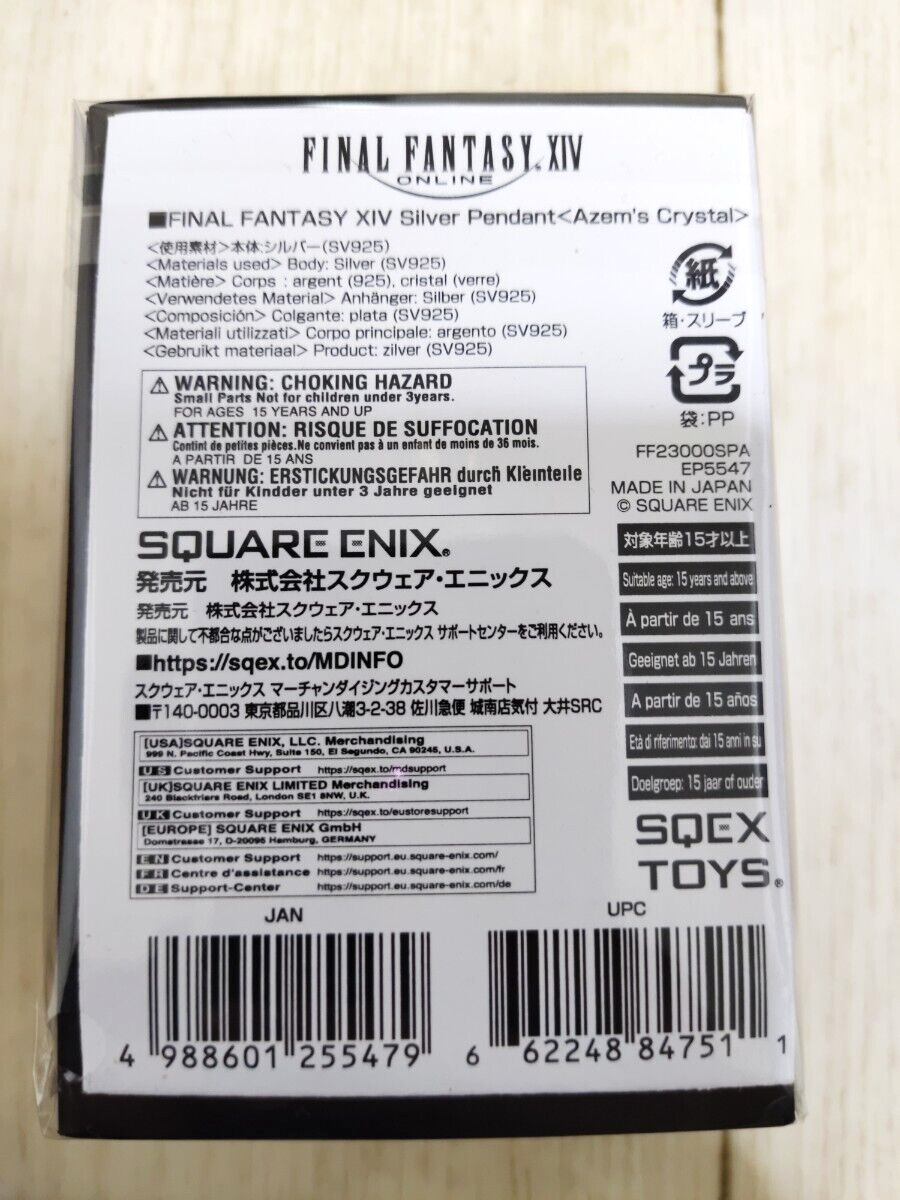 FINAL FANTASY. XIV
ONLINE
■FINAL FANTASY XIV Silver Pendant<Azem's Crystal>
<使用素材>本体:シルバー(SV925)
<Materials used> Body: Silver (SV925)
<Matière> Corps : argent (925), cristal (verre)
<Verwendetes Material> Anhänger: Silber (SV925)
<Composición> Colgante: plata (SV925)
<Materiali utilizzati> Corpo principale: argento (SV925)
<Gebruikt materiaal> Product: zilver (SV925)
紙
箱・スリーブ
プラ
袋:PP
⚠ WARNING: CHOKING HAZARD
Small Parts Not for children under 3years.
FOR AGES 15 YEARS AND UP
⚠ ATTENTION: RISQUE DE SUFFOCATION
Contint de petites pièces.Ne convient pas à un enfant de moins de 36 mois.
A PARTIR DE 15 ANS
⚠ WARNUNG: ERSTICKUNGSGEFAHR durch Kleinteile
Nicht für Kindder unter 3 Jahre geeignet
AB 15 JAHRE
FF23000SPA
EP5547
MADE IN JAPAN
© SQUARE ENIX
SQUARE ENIX®
発売元 株式会社スクウェア・エニックス
発売元 株式会社スクウェア・エニックス
製品に関して不都合な点がございましたらスクウェア・エニックス サポートセンターをご利用ください。
■https://sqex.to/MDINFO
スクウェア・エニックス マーチャンダイジングカスタマーサポート
■〒140-0003 東京都品川区八潮3-2-38 佐川急便 城南店気付 大井SRC
対象年齢15才以上
Suitable age: 15 years and above
À partir de 15 ans
Geeignet ab 15 Jahren
A partir de 15 años
Età di riferimento: dai 15 anni in su
Doelgroep: 15 jaar of ouder
[USA]SQUARE ENIX, LLC. Merchandising
999 N. Pacific Coast Hwy, Suite 150, El Segundo, CA 90245, U.S.A.
US Customer Support https://sqex.to/mdsupport
[UK]SQUARE ENIX LIMITED Merchandising
240 Blackfriars Road, London SE1 8NW, U.K.
UK Customer Support https://sqex.to/eustoresupport
[EUROPE] SQUARE ENIX GmbH
Domstrasse 17, D-20095 Hamburg, GERMANY
EN Customer Support https://support.eu.square-enix.com/
FR Centre d'assistance https://support.eu.square-enix.com/fr
DE Support-Center https://support.eu.square-enix.com/de
SQEX
TOYS®
JAN
4 988601 255479
UPC
6 62248 84751 1